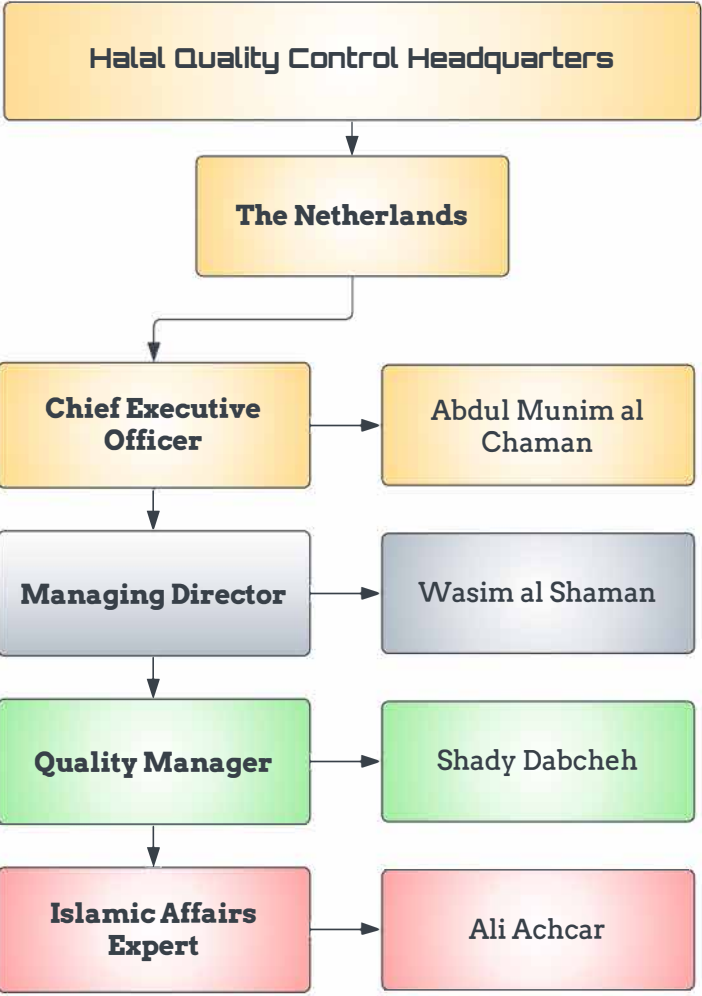 Halal Quality Control Headquarters
The Netherlands
Chief Executive
Officer
Abdul Munim al
Chaman
Managing Director
Wasim al Shaman
Quality Manager
Shady Dabcheh
Islamic Affairs
Expert
Ali Achcar